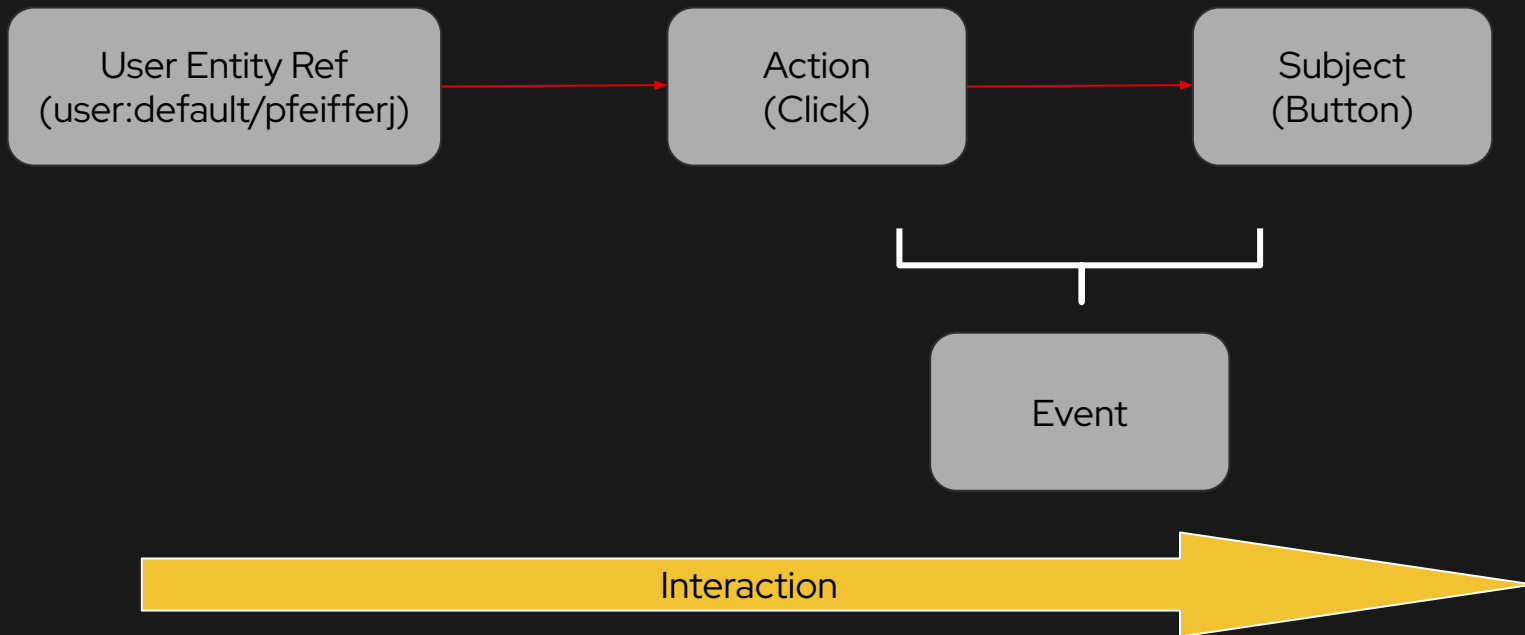 User Entity Ref
(user:default/pfeifferj)
Action
(Click)
Subject
(Button)
Event
Interaction